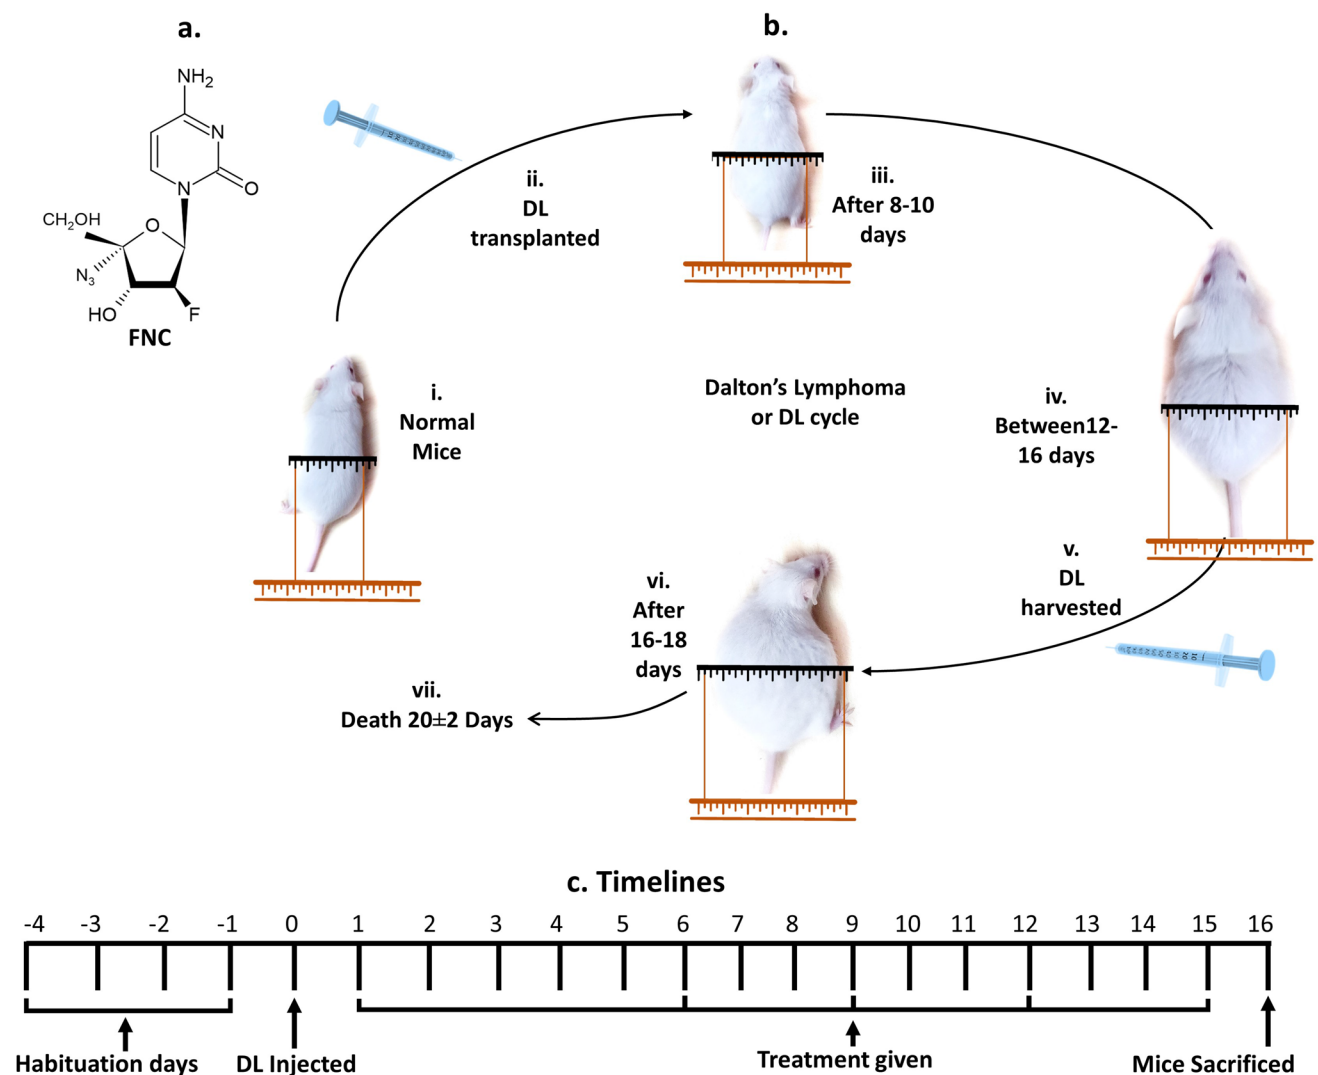 a.
NH₂
N
N
O
CH₂OH
O
N₃
HO
F
FNC
b.
i.
Normal
Mice
ii.
DL
transplanted
iii.
After 8-10
days
Dalton's Lymphoma
or DL cycle
iv.
Between12-
16 days
v.
DL
harvested
vi.
After
16-18
days
vii.
Death 20±2 Days
c. Timelines
-4 -3 -2 -1 0 1 2 3 4 5 6 7 8 9 10 11 12 13 14 15 16
Habituation days DL Injected Treatment given Mice Sacrificed